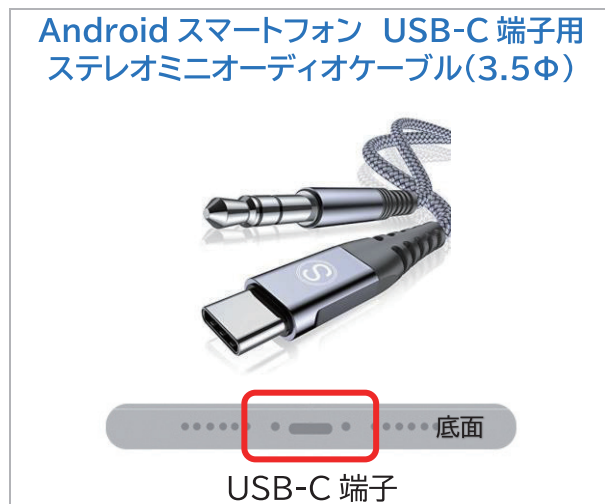 Android スマートフォン USB-C 端子用
ステレオミニオーディオケーブル(3.5Φ)
S
底面
USB-C 端子